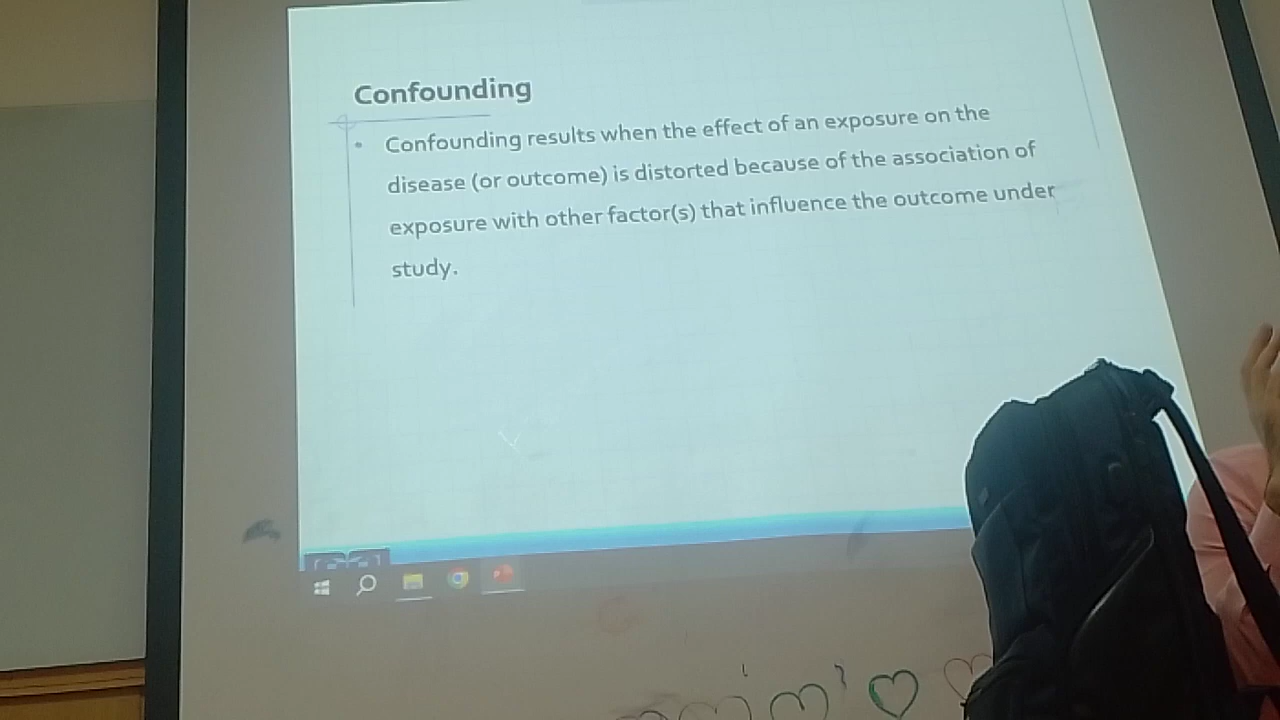 Confounding
• Confounding results when the effect of an exposure on the
disease (or outcome) is distorted because of the association of
exposure with other factor(s) that influence the outcome under
study.